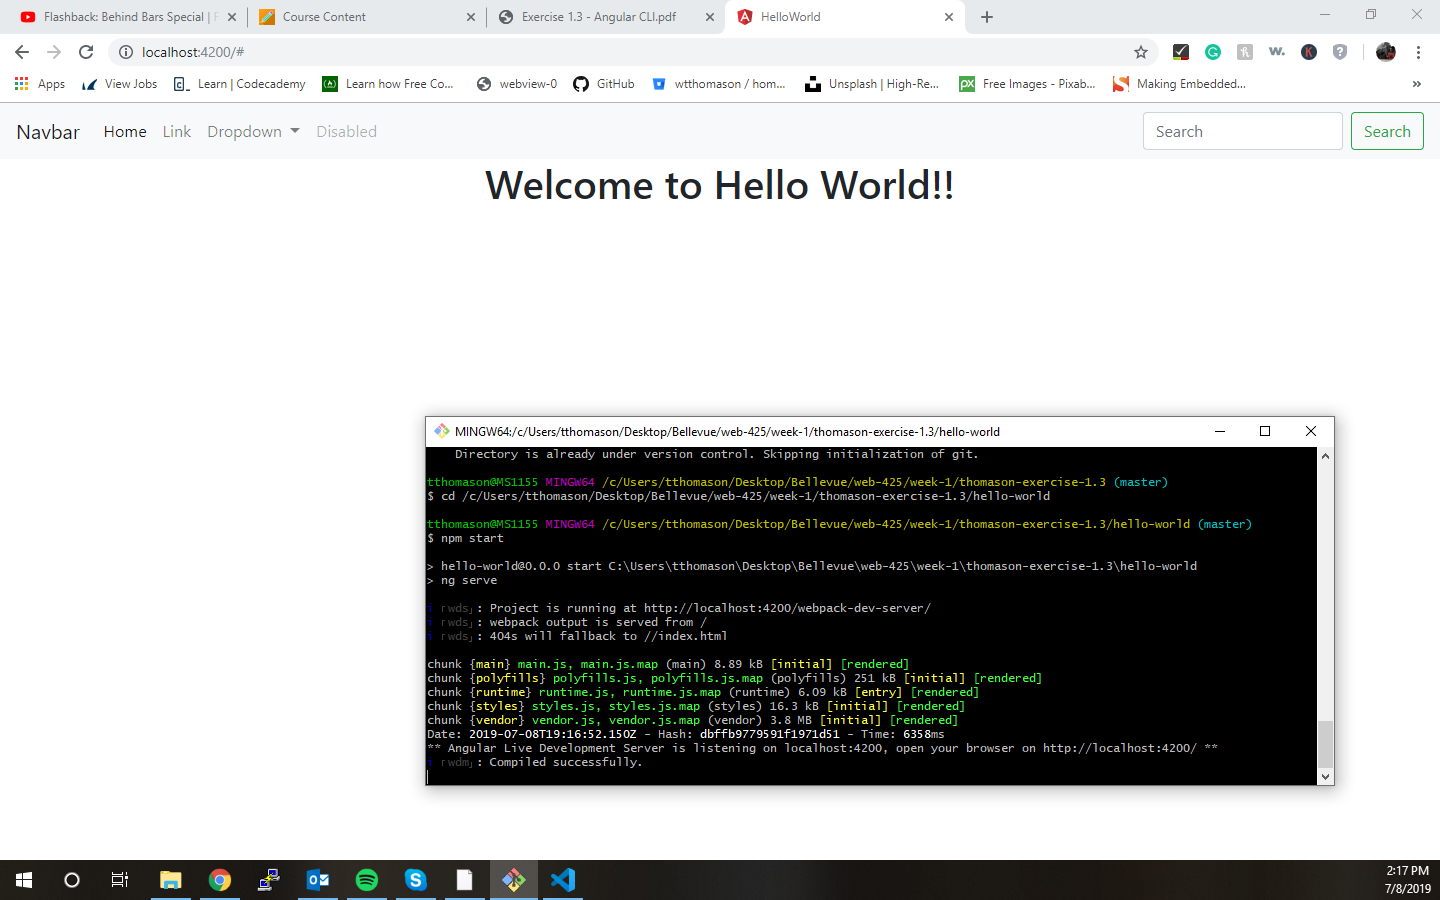 Flashback: Behind Bars Special | F
Course Content
Exercise 1.3 - Angular CLI.pdf
HelloWorld
localhost:4200/#
Apps
View Jobs
Learn | Codecademy
Learn how Free Co...
webview-0
GitHub
wtthomason / hom...
Unsplash | High-Re...
Free Images - Pixab...
Making Embedded...
»
Navbar Home Link Dropdown Disabled Search Search
Welcome to Hello World!!
MINGW64:/c/Users/tthomason/Desktop/Bellevue/web-425/week-1/thomason-exercise-1.3/hello-world
Directory is already under version control. Skipping initialization of git.
tthomason@MS1155 MINGW64 /c/Users/tthomason/Desktop/Bellevue/web-425/week-1/thomason-exercise-1.3 (master)
$ cd /c/Users/tthomason/Desktop/Bellevue/web-425/week-1/thomason-exercise-1.3/hello-world
tthomason@MS1155 MINGW64 /c/Users/tthomason/Desktop/Bellevue/web-425/week-1/thomason-exercise-1.3/hello-world (master)
$ npm start
> hello-world@0.0.0 start C:\Users\tthomason\Desktop\Bellevue\web-425\week-1\thomason-exercise-1.3\hello-world
> ng serve
i ｢wds｣: Project is running at http://localhost:4200/webpack-dev-server/
i ｢wds｣: webpack output is served from /
i ｢wds｣: 404s will fallback to //index.html
chunk {main} main.js, main.js.map (main) 8.89 kB [initial] [rendered]
chunk {polyfills} polyfills.js, polyfills.js.map (polyfills) 251 kB [initial] [rendered]
chunk {runtime} runtime.js, runtime.js.map (runtime) 6.09 kB [entry] [rendered]
chunk {styles} styles.js, styles.js.map (styles) 16.3 kB [initial] [rendered]
chunk {vendor} vendor.js, vendor.js.map (vendor) 3.8 MB [initial] [rendered]
Date: 2019-07-08T19:16:52.150Z - Hash: dbffb9779591f1971d51 - Time: 6358ms
** Angular Live Development Server is listening on localhost:4200, open your browser on http://localhost:4200/ **
i ｢wdm｣: Compiled successfully.
2:17 PM
7/8/2019